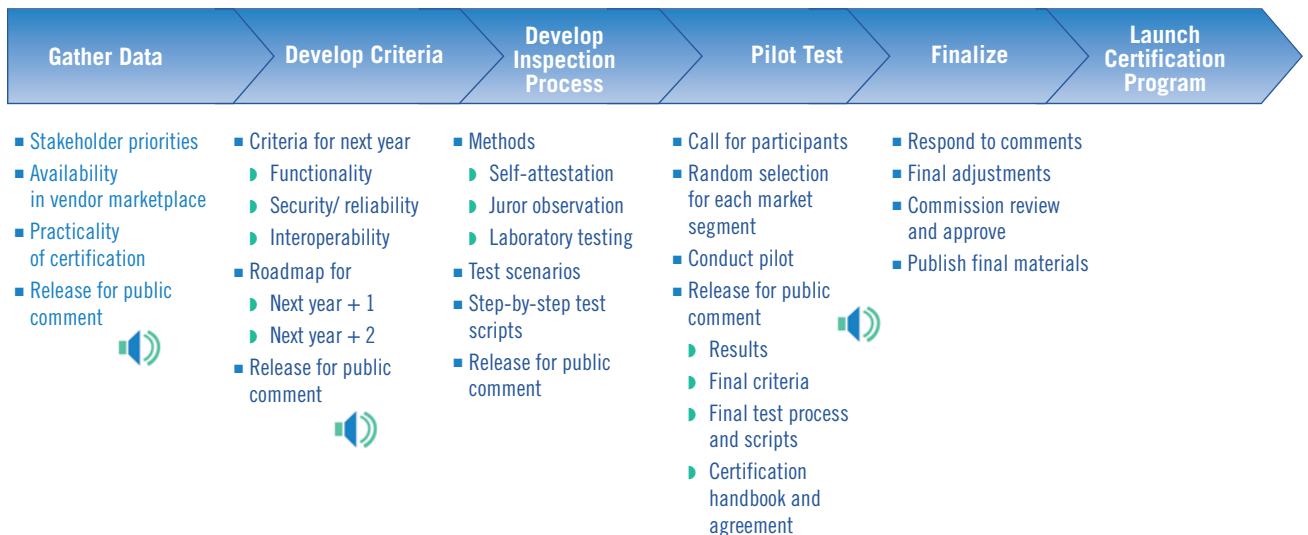 Gather Data
Develop Criteria
Develop
Inspection
Process
Pilot Test
Finalize
Launch
Certification
Program
Stakeholder priorities
Availability
in vendor marketplace
Practicality
of certification
Release for public
comment
Criteria for next year
Functionality
Security/ reliability
Interoperability
Roadmap for
Next year + 1
Next year + 2
Release for public
comment
Methods
Self-attestation
Juror observation
Laboratory testing
Test scenarios
Step-by-step test
scripts
Release for public
comment
Call for participants
Random selection
for each market
segment
Conduct pilot
Release for public
comment
Results
Final criteria
Final test process
and scripts
Certification
handbook and
agreement
Respond to comments
Final adjustments
Commission review
and approve
Publish final materials